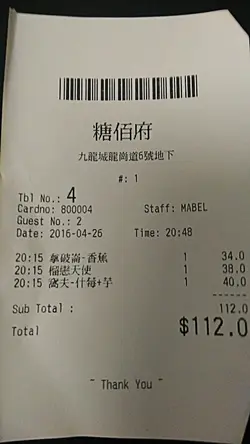 糖佰府
九龍城龍崗道6號地下
#: 1
Tbl No.: 4
Cardno: 800004 Staff: MABEL
Guest No.: 2
Date: 2016-04-26 Time: 20:48
20:15 拿破崙-香蕉 1 34.0
20:15 榴戀天使 1 38.0
20:15 窩夫-什莓+芋 1 40.0
Sub Total : 112.0
Total $112.0
~ Thank You ~